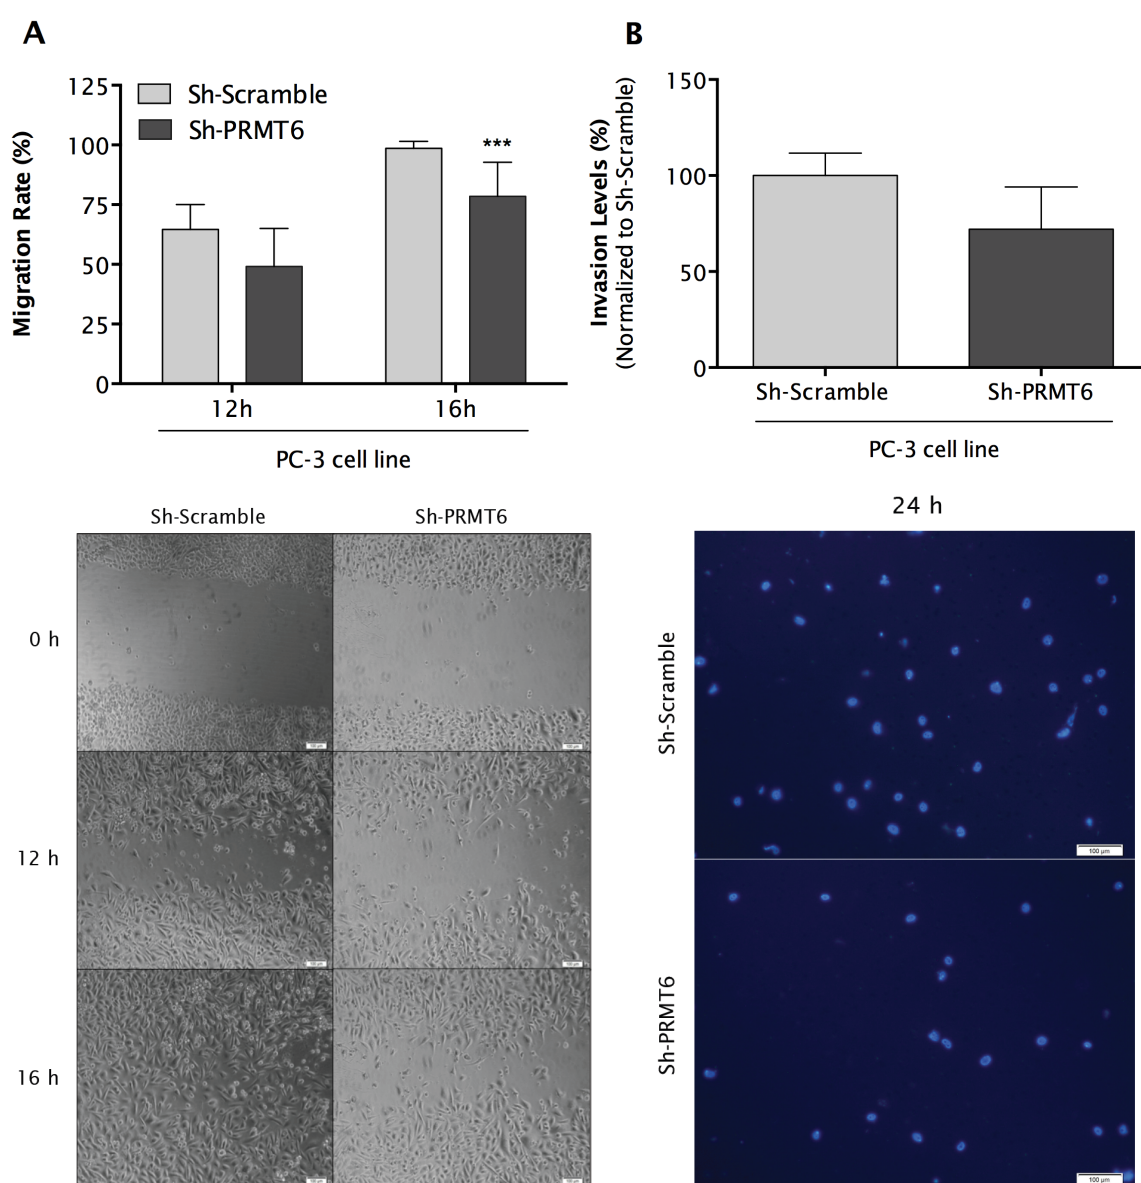 A
Migration Rate (%)
125
100
75
50
25
0
Sh-Scramble
Sh-PRMT6
***
12h
16h
PC-3 cell line
B
Invasion Levels (%)
(Normalized to Sh-Scramble)
150
100
50
0
Sh-Scramble
Sh-PRMT6
PC-3 cell line
Sh-Scramble
Sh-PRMT6
0 h
12 h
16 h
24 h
Sh-Scramble
100 µm
Sh-PRMT6
100 µm